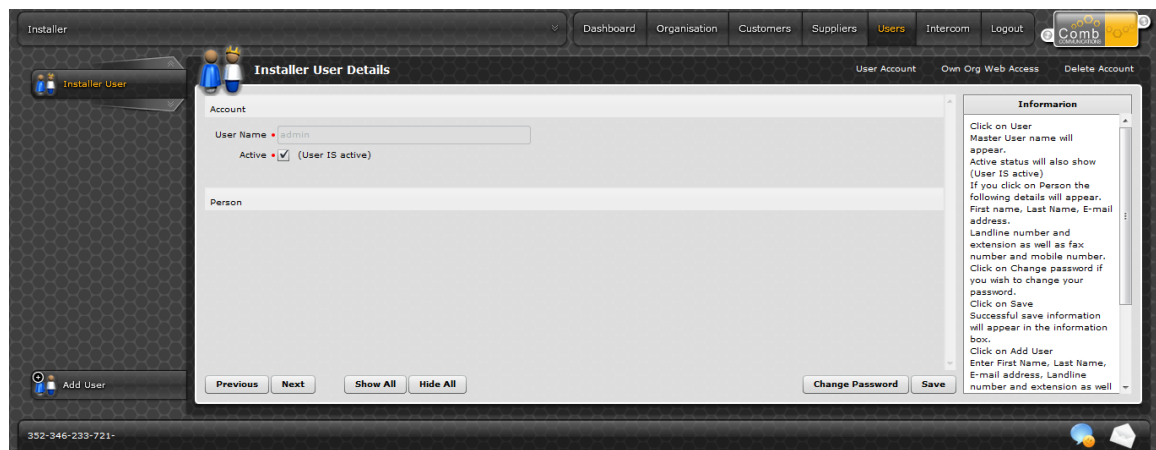 Installer
Dashboard Organisation Customers Suppliers Users Intercom Logout
Comb
COMMUNICATIONS
Installer User
Installer User Details
User Account Own Org Web Access Delete Account
Account
User Name • admin
Active • (User IS active)
Person
Informarion
Click on User
Master User name will
appear.
Active status will also show
(User IS active)
If you click on Person the
following details will appear.
First name, Last Name, E-mail
address.
Landline number and
extension as well as fax
number and mobile number.
Click on Change password if
you wish to change your
password.
Click on Save
Successful save information
will appear in the information
box.
Click on Add User
Enter First Name, Last Name,
E-mail address, Landline
number and extension as well
Add User
Previous Next Show All Hide All Change Password Save
352-346-233-721-